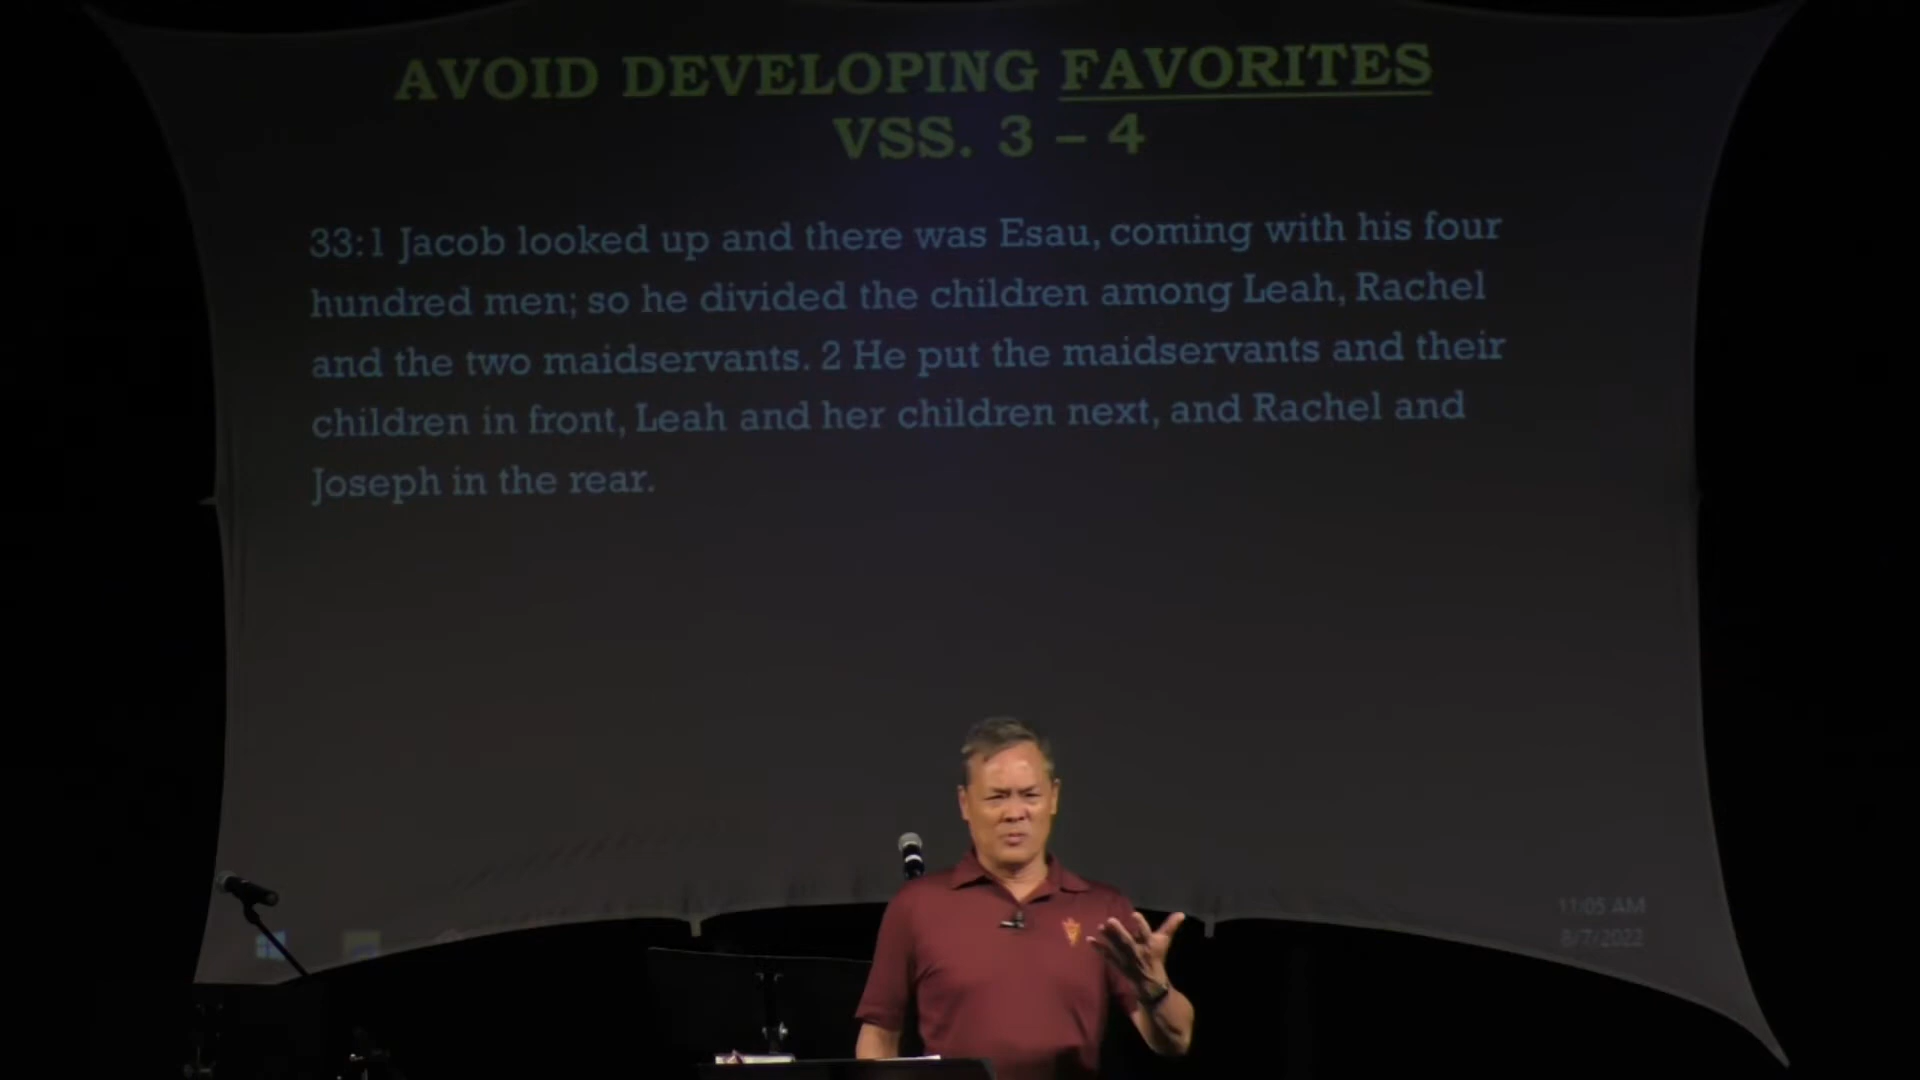 AVOID DEVELOPING FAVORITES
VSS. 3 – 4
33:1 Jacob looked up and there was Esau, coming with his four
hundred men; so he divided the children among Leah, Rachel
and the two maidservants. 2 He put the maidservants and their
children in front, Leah and her children next, and Rachel and
Joseph in the rear.
11:05 AM
8/7/2022